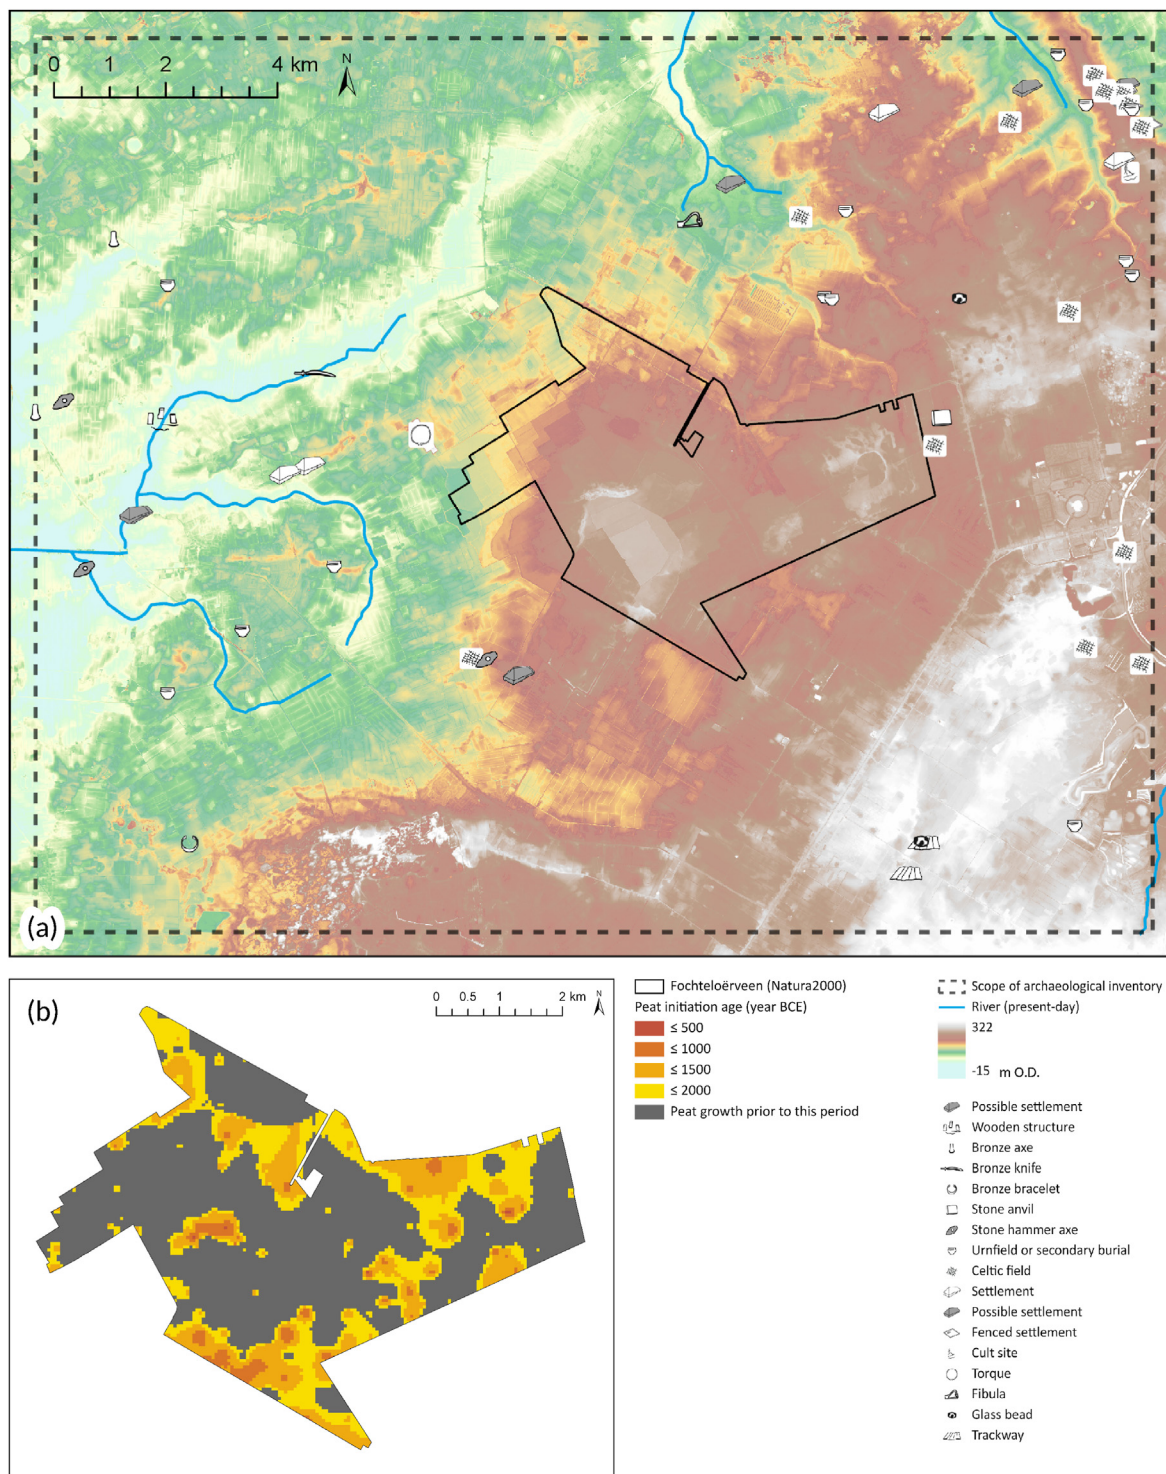 0 1 2 4 km
N
(a)
(b)
0 0.5 1 2 km
N
Fochteloërveen (Natura2000)
Peat initiation age (year BCE)
≤ 500
≤ 1000
≤ 1500
≤ 2000
Peat growth prior to this period
Scope of archaeological inventory
River (present-day)
322
-15 m O.D.
Possible settlement
Wooden structure
Bronze axe
Bronze knife
Bronze bracelet
Stone anvil
Stone hammer axe
Urnfield or secondary burial
Celtic field
Settlement
Possible settlement
Fenced settlement
Cult site
Torque
Fibula
Glass bead
Trackway